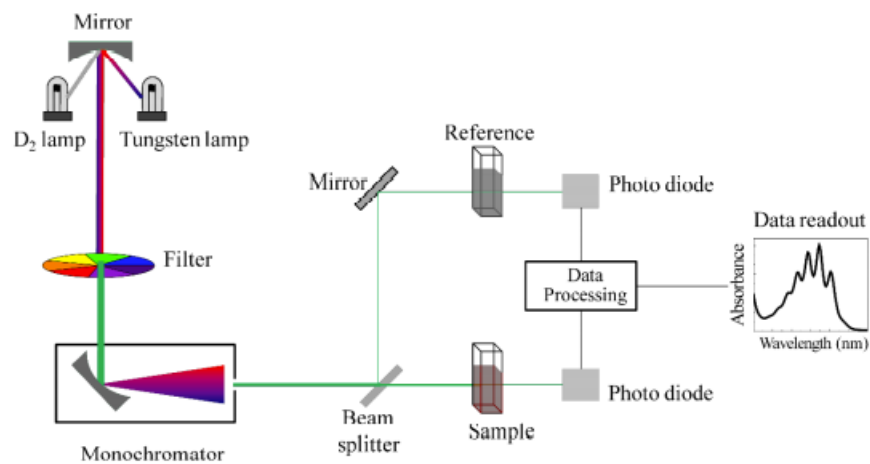 Mirror
D₂ lamp
Tungsten lamp
Filter
Monochromator
Mirror
Beam
splitter
Reference
Sample
Photo diode
Data
Processing
Photo diode
Data readout
Absorbance
Wavelength (nm)